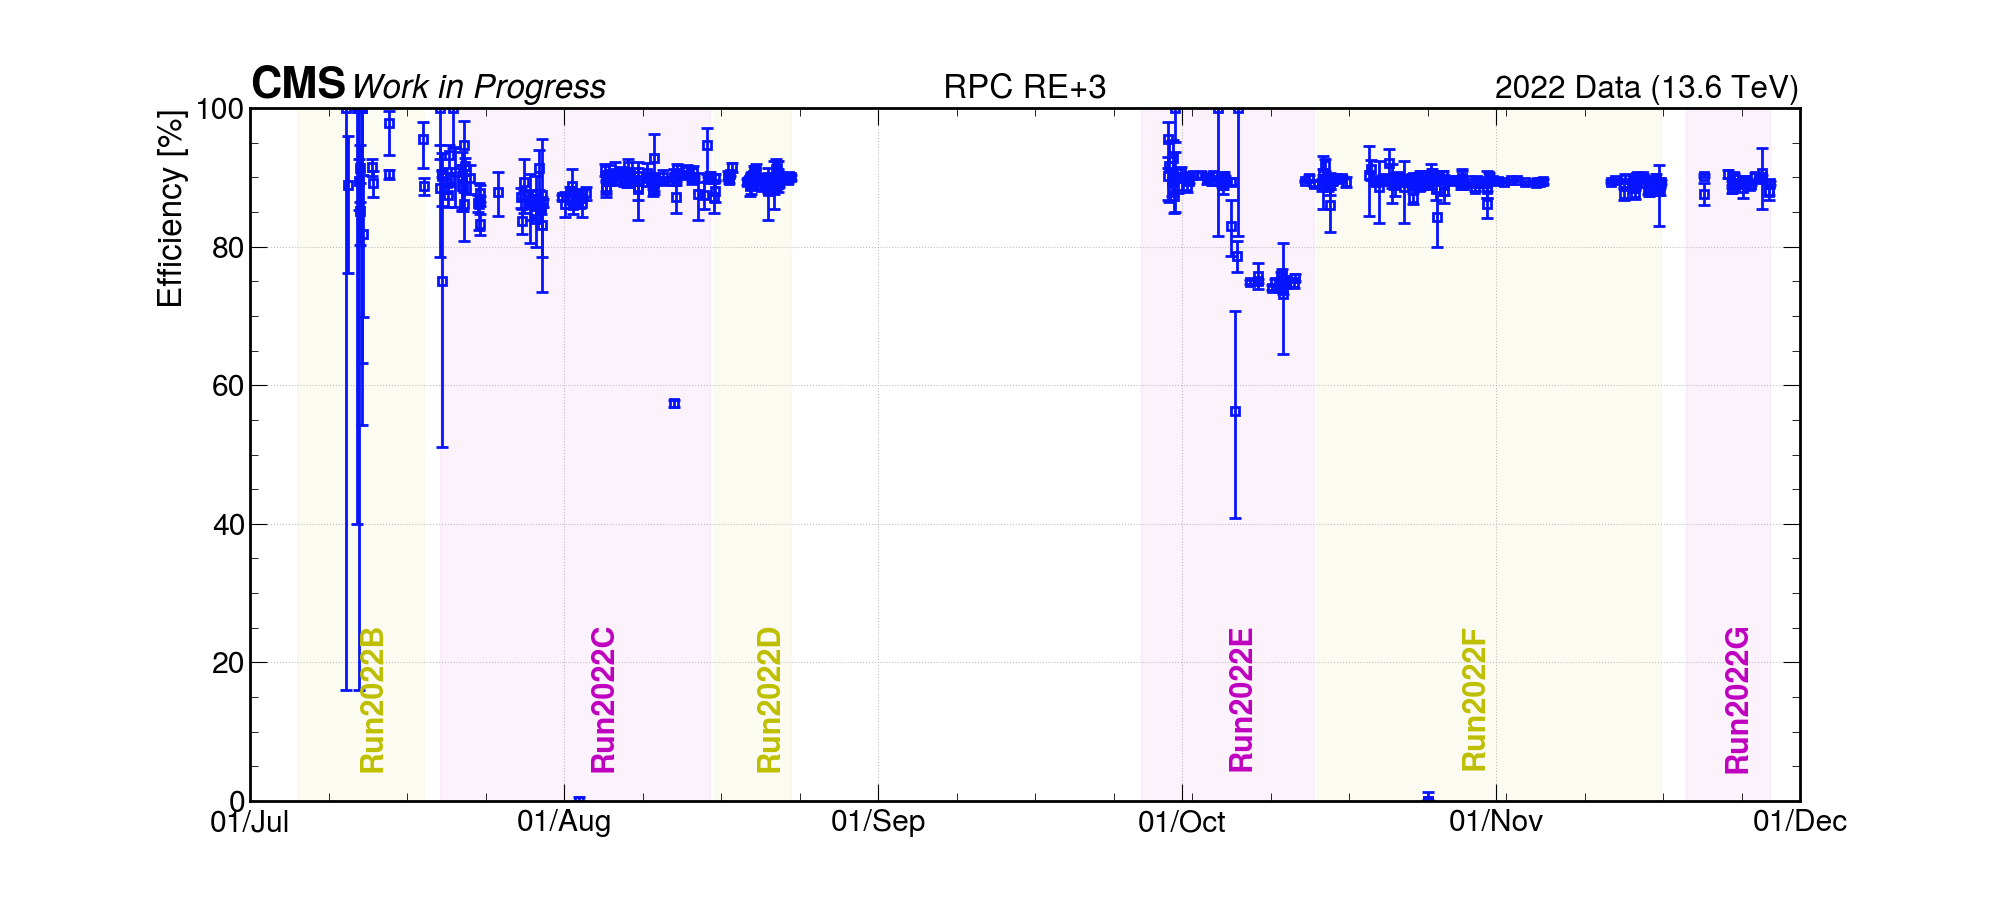 CMS Work in Progress RPC RE+3 2022 Data (13.6 TeV)
Efficiency [%]
100
80
60
40
20
0
Run2022B Run2022C Run2022D Run2022E Run2022F Run2022G
01/Jul 01/Aug 01/Sep 01/Oct 01/Nov 01/Dec